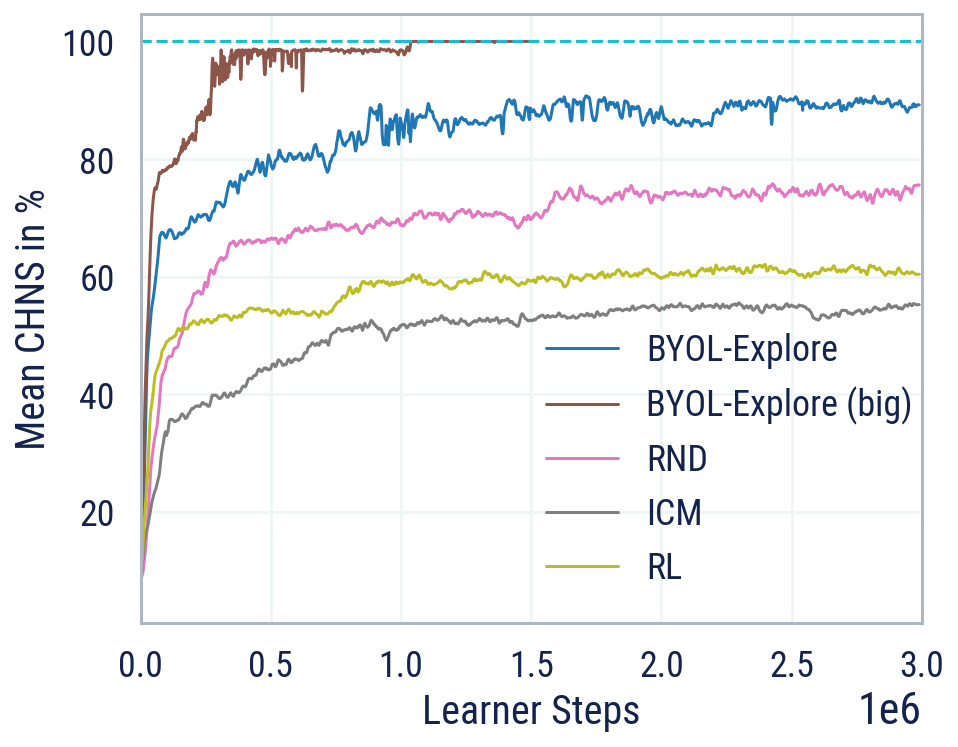 Mean CHNS in %
100
80
60
40
20
BYOL-Explore
BYOL-Explore (big)
RND
ICM
RL
0.0 0.5 1.0 1.5 2.0 2.5 3.0
Learner Steps 1e6